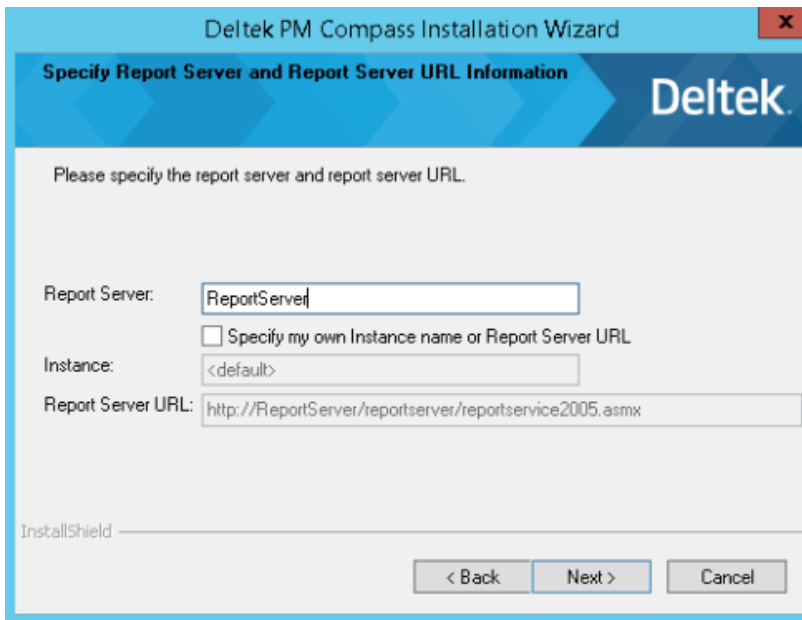 Deltek PM Compass Installation Wizard
x
Specify Report Server and Report Server URL Information
Deltek.
Please specify the report server and report server URL.
Report Server:
ReportServer
Specify my own Instance name or Report Server URL
Instance:
<default>
Report Server URL:
http://ReportServer/reportserver/reportservice2005.asmx
InstallShield
< Back
Next >
Cancel